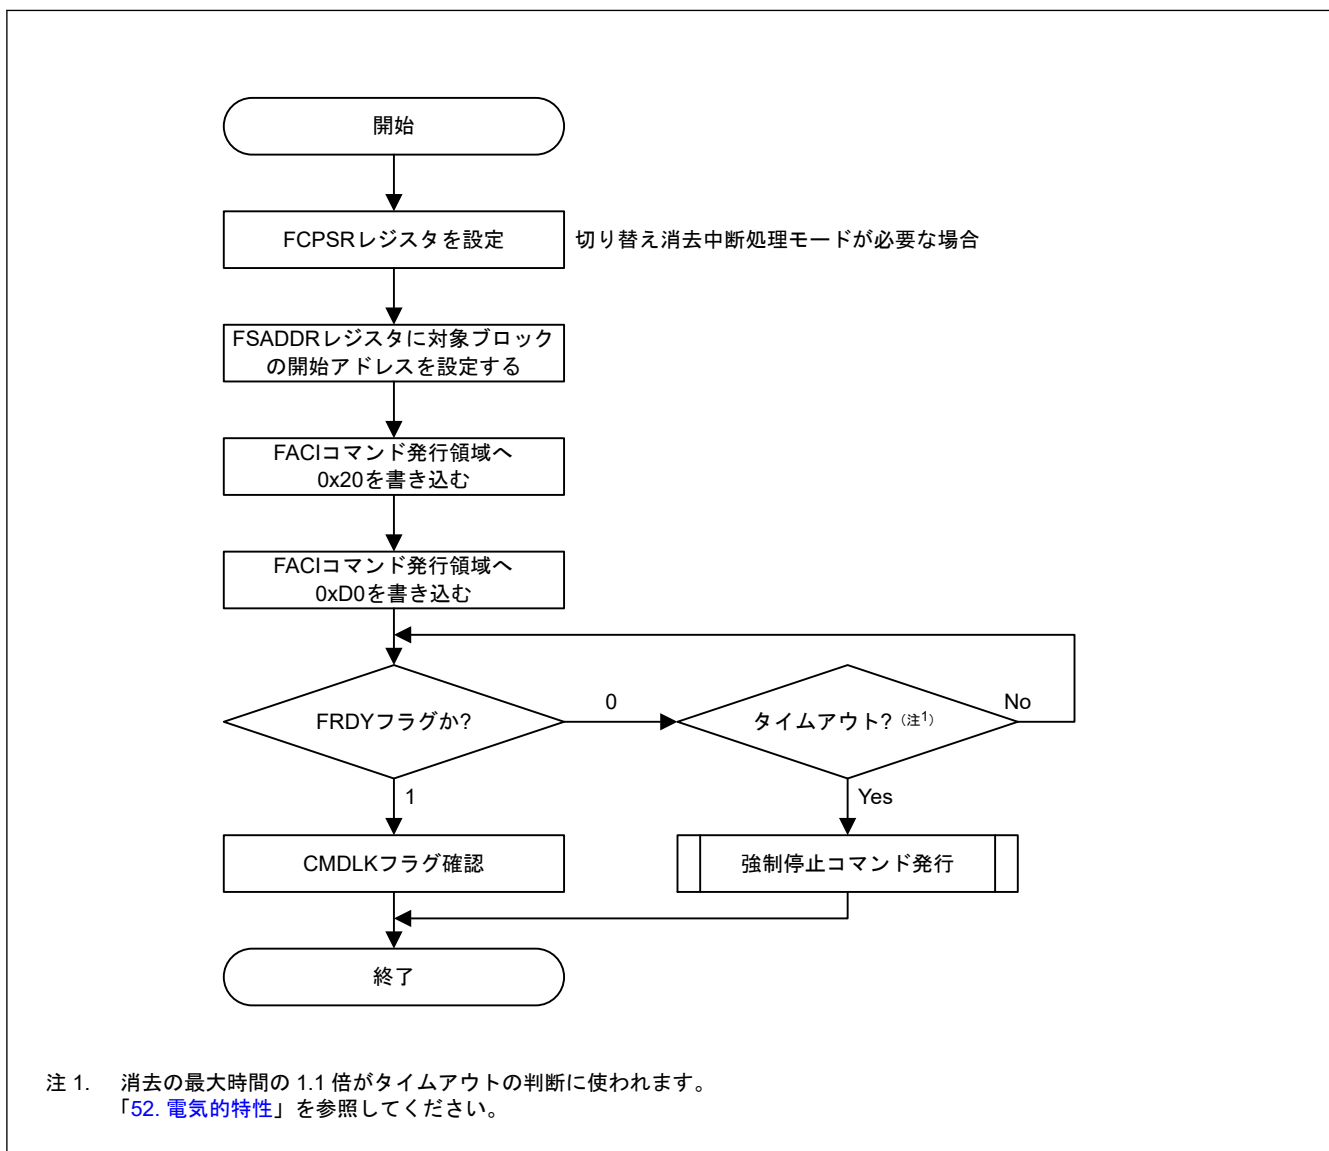 開始
FCPSRレジスタを設定
切り替え消去中断処理モードが必要な場合
FSADDRレジスタに対象ブロック
の開始アドレスを設定する
FACIコマンド発行領域へ
0x20を書き込む
FACIコマンド発行領域へ
0xD0を書き込む
FRDYフラグか?
0
タイムアウト?（注1）
No
1
Yes
CMDLKフラグ確認
強制停止コマンド発行
終了
注 1. 消去の最大時間の 1.1 倍がタイムアウトの判断に使われます。
「52. 電気的特性」を参照してください。